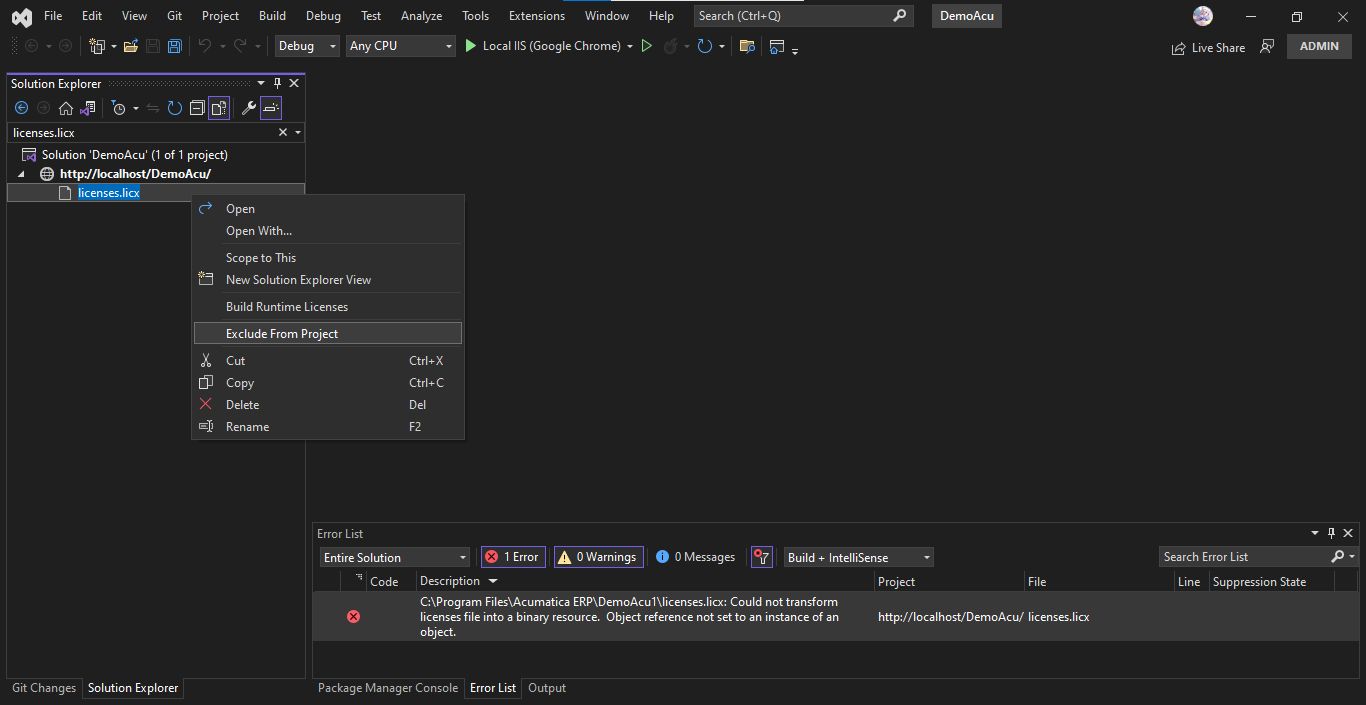 File Edit View Git Project Build Debug Test Analyze Tools Extensions Window Help Search (Ctrl+Q) DemoAcu
Debug Any CPU Local IIS (Google Chrome) Live Share ADMIN
Solution Explorer
licenses.licx
Solution 'DemoAcu' (1 of 1 project)
http://localhost/DemoAcu/
licenses.licx
Open
Open With...
Scope to This
New Solution Explorer View
Build Runtime Licenses
Exclude From Project
Cut Ctrl+X
Copy Ctrl+C
Delete Del
Rename F2
Error List
Entire Solution 1 Error 0 Warnings 0 Messages Build + IntelliSense Search Error List
Code Description Project File Line Suppression State
C:\Program Files\Acumatica ERP\DemoAcu1\licenses.licx: Could not transform
licenses file into a binary resource. Object reference not set to an instance of an http://localhost/DemoAcu/ licenses.licx
object.
Git Changes Solution Explorer Package Manager Console Error List Output